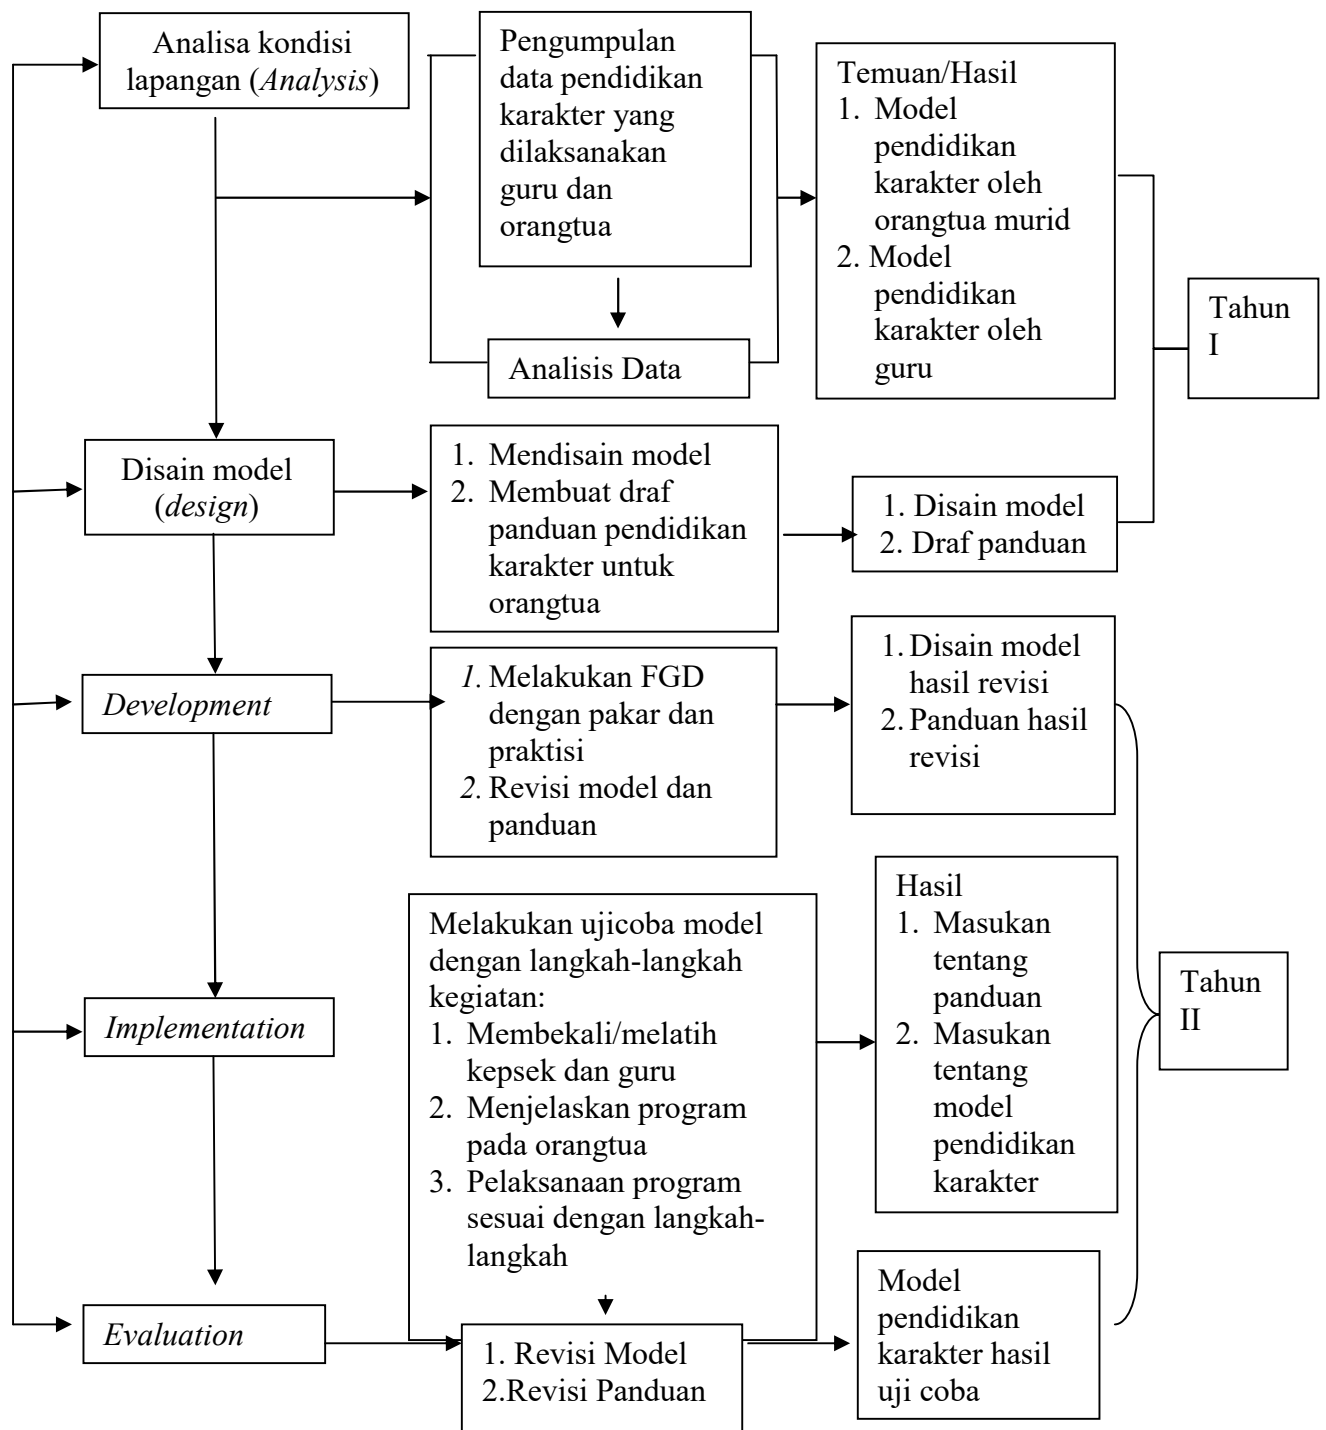 Analisa kondisi
lapangan (Analysis)
Pengumpulan
data pendidikan
karakter yang
dilaksanakan
guru dan
orangtua
Analisis Data
Temuan/Hasil
1. Model
pendidikan
karakter oleh
orangtua murid
2. Model
pendidikan
karakter oleh
guru
Tahun
I
Disain model
(design)
1. Mendisain model
2. Membuat draf
panduan pendidikan
karakter untuk
orangtua
1. Disain model
2. Draf panduan
Development
1. Melakukan FGD
dengan pakar dan
praktisi
2. Revisi model dan
panduan
1. Disain model
hasil revisi
2. Panduan hasil
revisi
Implementation
Melakukan ujicoba model
dengan langkah-langkah
kegiatan:
1. Membekali/melatih
kepsek dan guru
2. Menjelaskan program
pada orangtua
3. Pelaksanaan program
sesuai dengan langkah-
langkah
Hasil
1. Masukan
tentang
panduan
2. Masukan
tentang
model
pendidikan
karakter
Tahun
II
Evaluation
1. Revisi Model
2.Revisi Panduan
Model
pendidikan
karakter hasil
uji coba